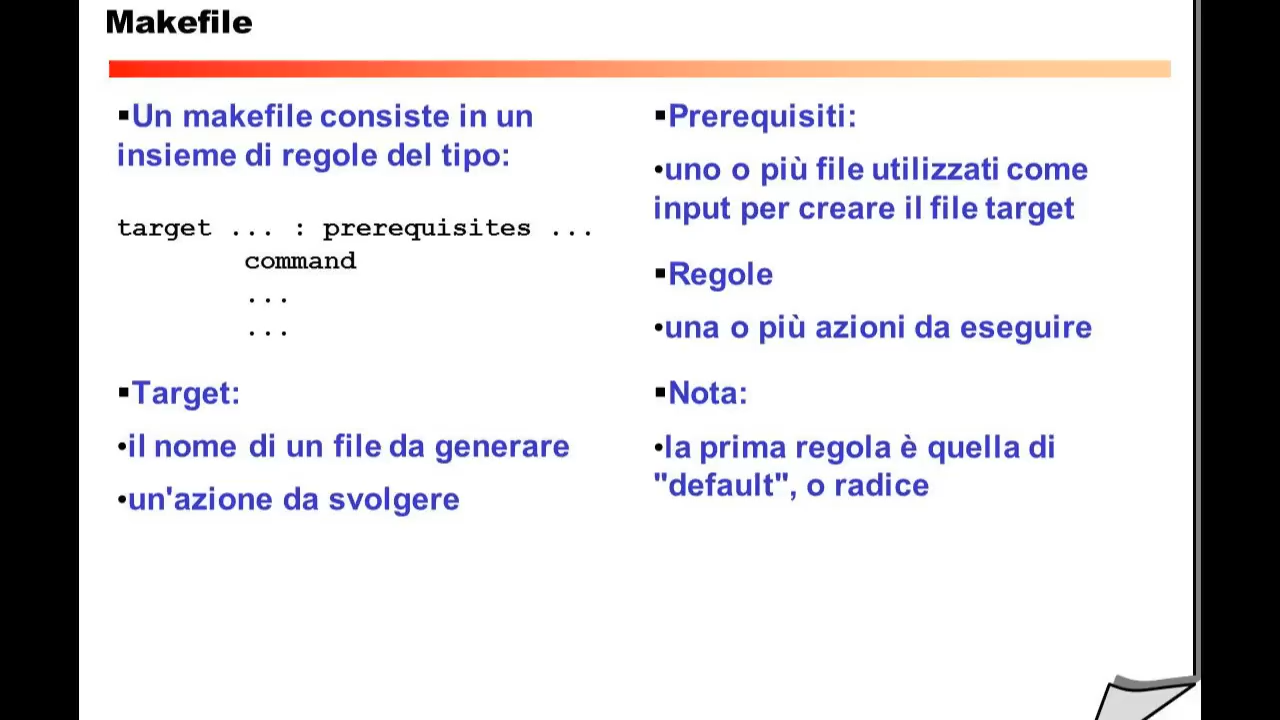 Makefile
▪Un makefile consiste in un
insieme di regole del tipo:
target ... : prerequisites ...
command
...
...
▪Target:
•il nome di un file da generare
•un'azione da svolgere
▪Prerequisiti:
•uno o più file utilizzati come
input per creare il file target
▪Regole
•una o più azioni da eseguire
▪Nota:
•la prima regola è quella di
"default", o radice